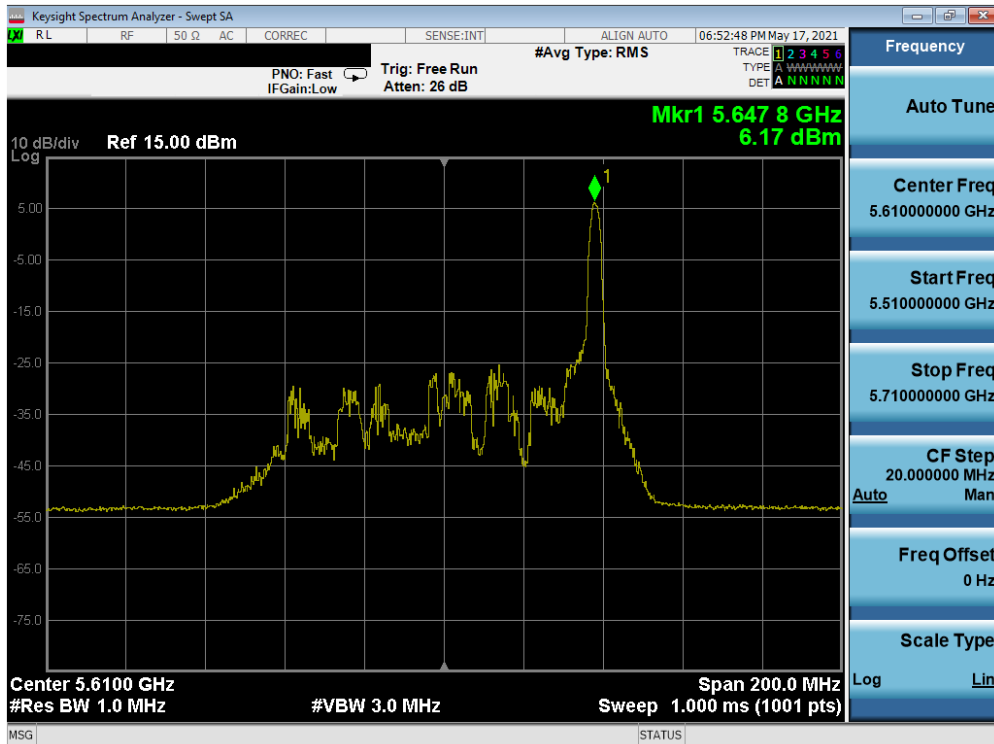 Keysight Spectrum Analyzer - Swept SA
LXI RL RF 50 Ω AC CORREC SENSE:INT ALIGN AUTO 06:52:48 PM May 17, 2021
#Avg Type: RMS
TRACE 1 2 3 4 5 6
TYPE A WWWWW
DET A N N N N N
PNO: Fast
IFGain:Low
Trig: Free Run
Atten: 26 dB
Mkr1 5.647 8 GHz
6.17 dBm
10 dB/div
Log
Ref 15.00 dBm
1
5.00
-5.00
-15.0
-25.0
-35.0
-45.0
-55.0
-65.0
-75.0
Center 5.6100 GHz
Span 200.0 MHz
#Res BW 1.0 MHz
#VBW 3.0 MHz
Sweep 1.000 ms (1001 pts)
MSG
STATUS
Frequency
Auto Tune
Center Freq
5.610000000 GHz
Start Freq
5.510000000 GHz
Stop Freq
5.710000000 GHz
CF Step
20.000000 MHz
Auto Man
Freq Offset
0 Hz
Scale Type
Log Lin